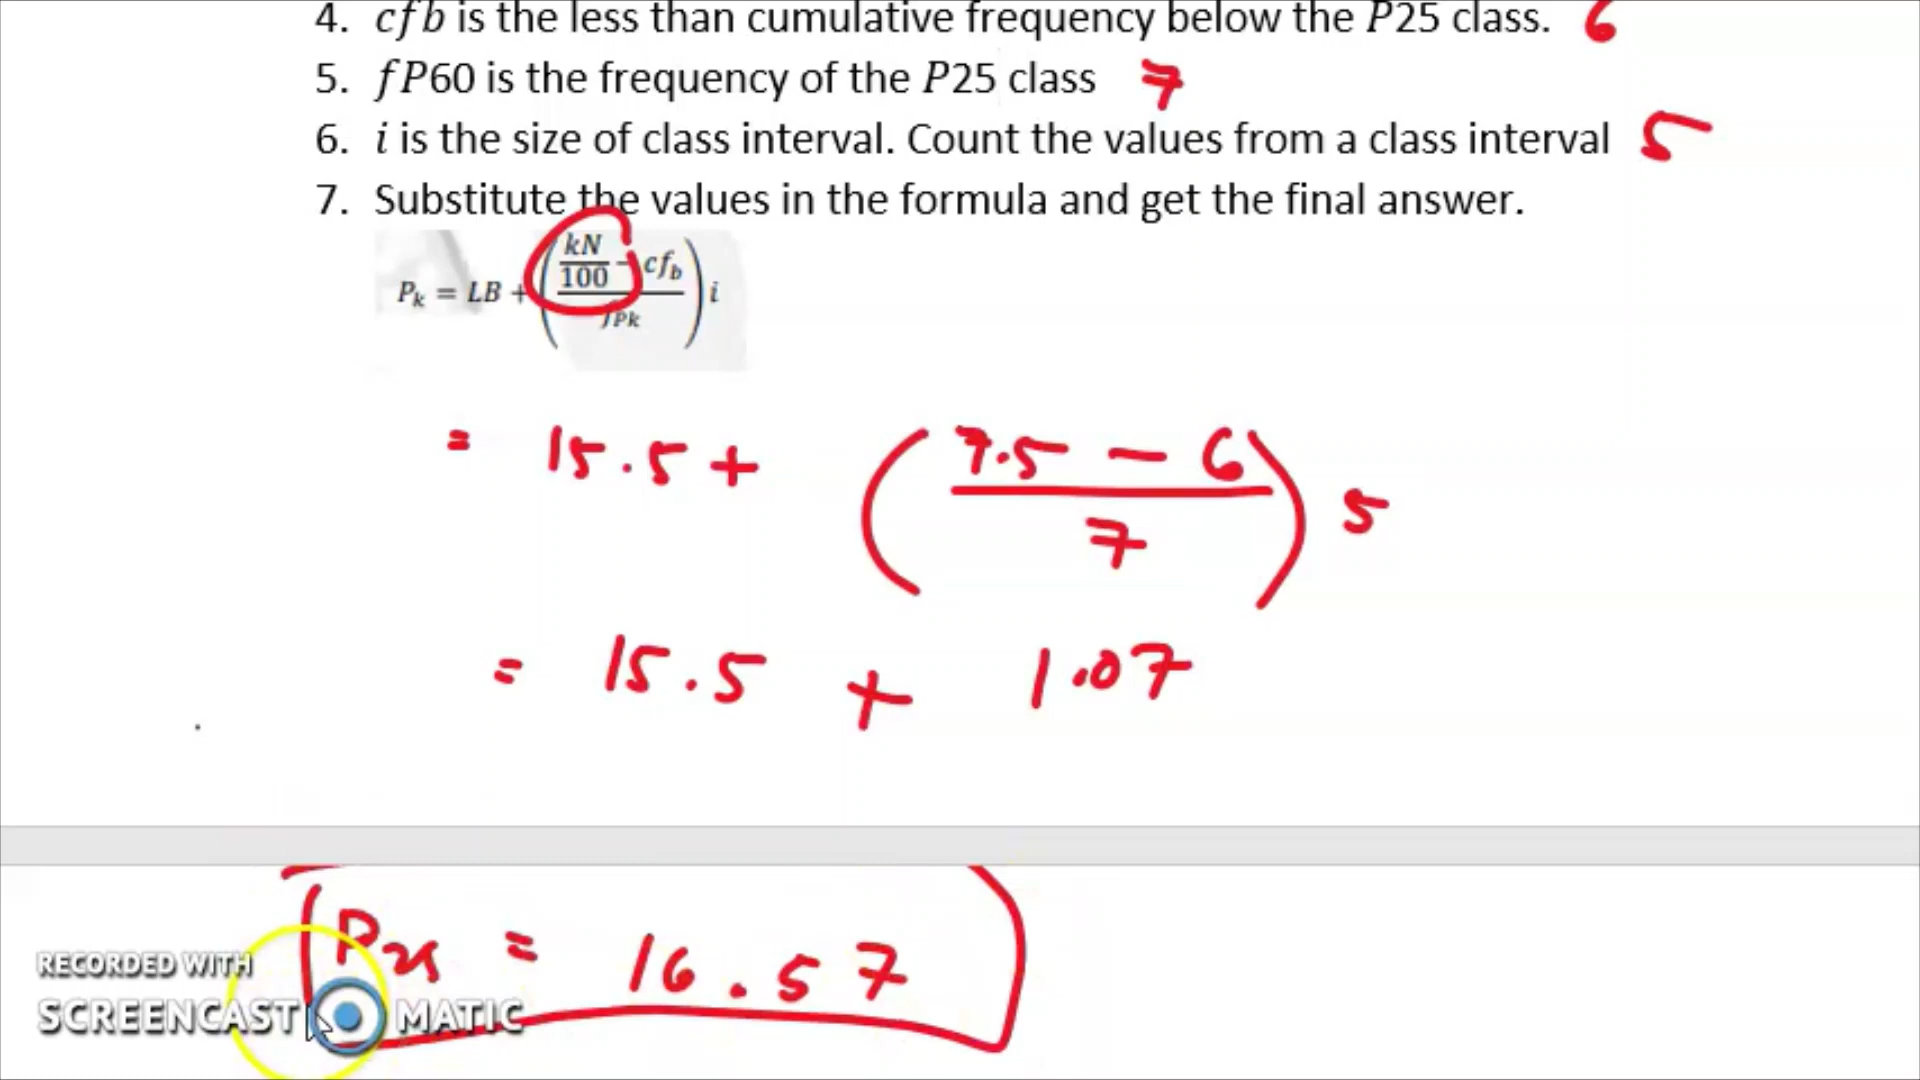 4. cfb is the less than cumulative frequency below the P25 class. 6
5. fP60 is the frequency of the P25 class 7
6. i is the size of class interval. Count the values from a class interval 5
7. Substitute the values in the formula and get the final answer.
Pk = LB + (kN/100 - cfb / fPk) i
= 15.5 + (7.5 - 6 / 7) 5
= 15.5 + 1.07
P25 = 16.57
RECORDED WITH
SCREENCAST MATIC